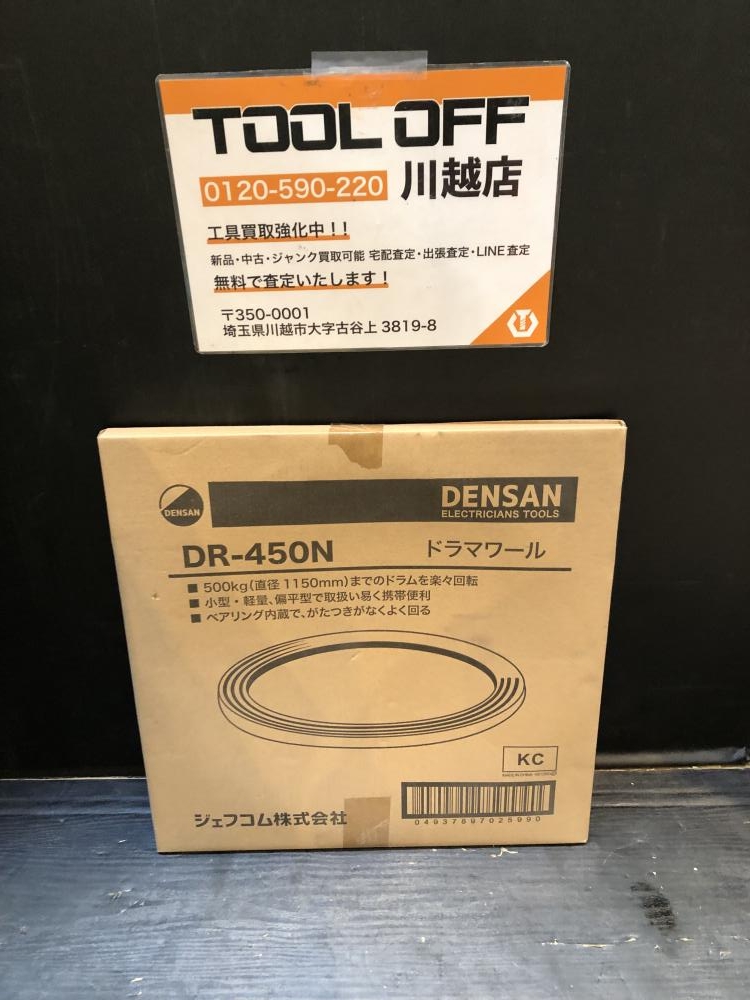 TOOL OFF
0120-590-220 川越店
工具買取強化中！！
新品・中古・ジャンク買取可能 宅配査定・出張査定・LINE査定
無料で査定いたします！
〒350-0001
埼玉県川越市大字古谷上 3819-8
DENSAN
DENSAN
ELECTRICIANS TOOLS
DR-450N ドラマワール
■ 500kg(直径1150mm)までのドラムを楽々回転
■ 小型・軽量、偏平型で取扱い易く携帯便利
■ ベアリング内蔵で、がたつきがなくよく回る
KC
ジェフコム株式会社